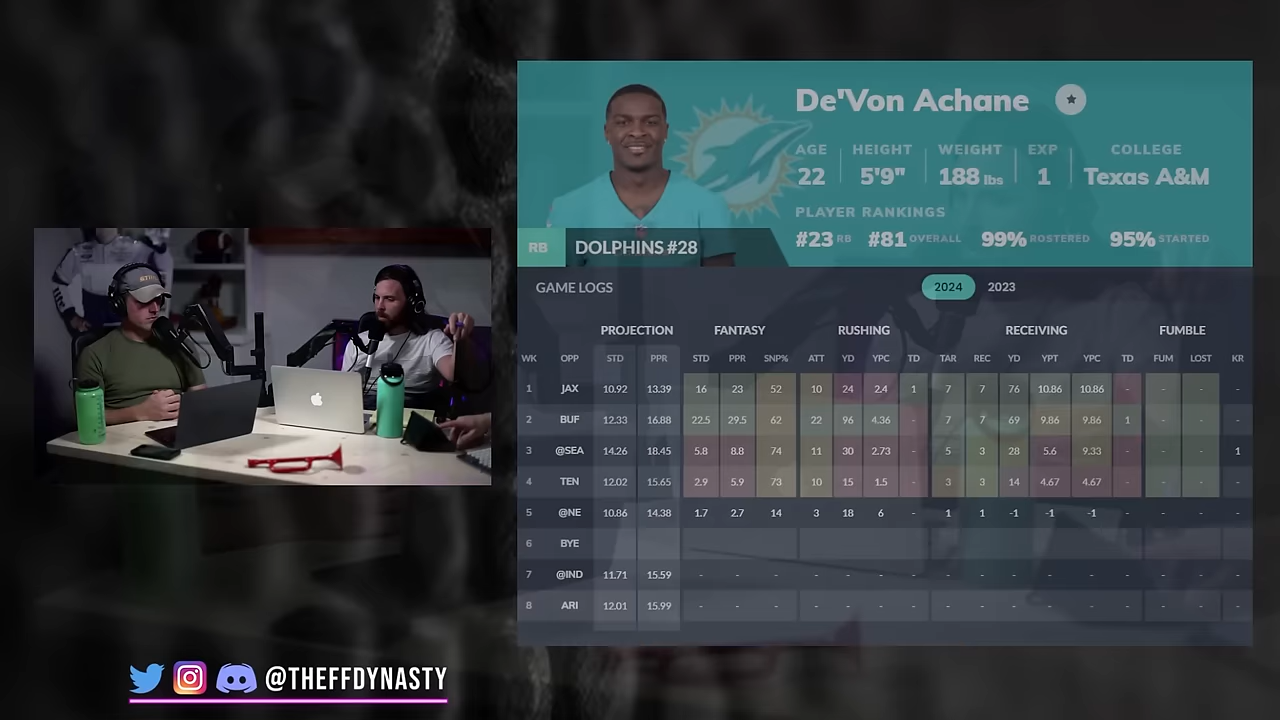 De'Von Achane
AGE HEIGHT WEIGHT EXP COLLEGE
22 5'9" 188 lbs 1 Texas A&M
PLAYER RANKINGS
#23 RB #81 OVERALL 99% ROSTERED 95% STARTED
RB DOLPHINS #28
GAME LOGS 2024 2023
PROJECTION FANTASY RUSHING RECEIVING FUMBLE
WK OPP STD PPR STD PPR SNP% ATT YD YPC TD TAR REC YD YPT YPC TD FUM LOST KR
1 JAX 10.92 13.39 16 23 52 10 24 2.4 1 7 7 76 10.86 10.86 - - - -
2 BUF 12.33 16.88 22.5 29.5 62 22 96 4.36 - 7 7 69 9.86 9.86 1 - - -
3 @SEA 14.26 18.45 5.8 8.8 74 11 30 2.73 - 5 3 28 5.6 9.33 - - - 1
4 TEN 12.02 15.65 2.9 5.9 73 10 15 1.5 - 3 3 14 4.67 4.67 - - - -
5 @NE 10.86 14.38 1.7 2.7 14 3 18 6 - 1 1 -1 -1 -1 - - - -
6 BYE
7 @IND 11.71 15.59 - - - - - - - - - - - - - - - -
8 ARI 12.01 15.99 - - - - - - - - - - - - - - - -
@THEFFDYNASTY